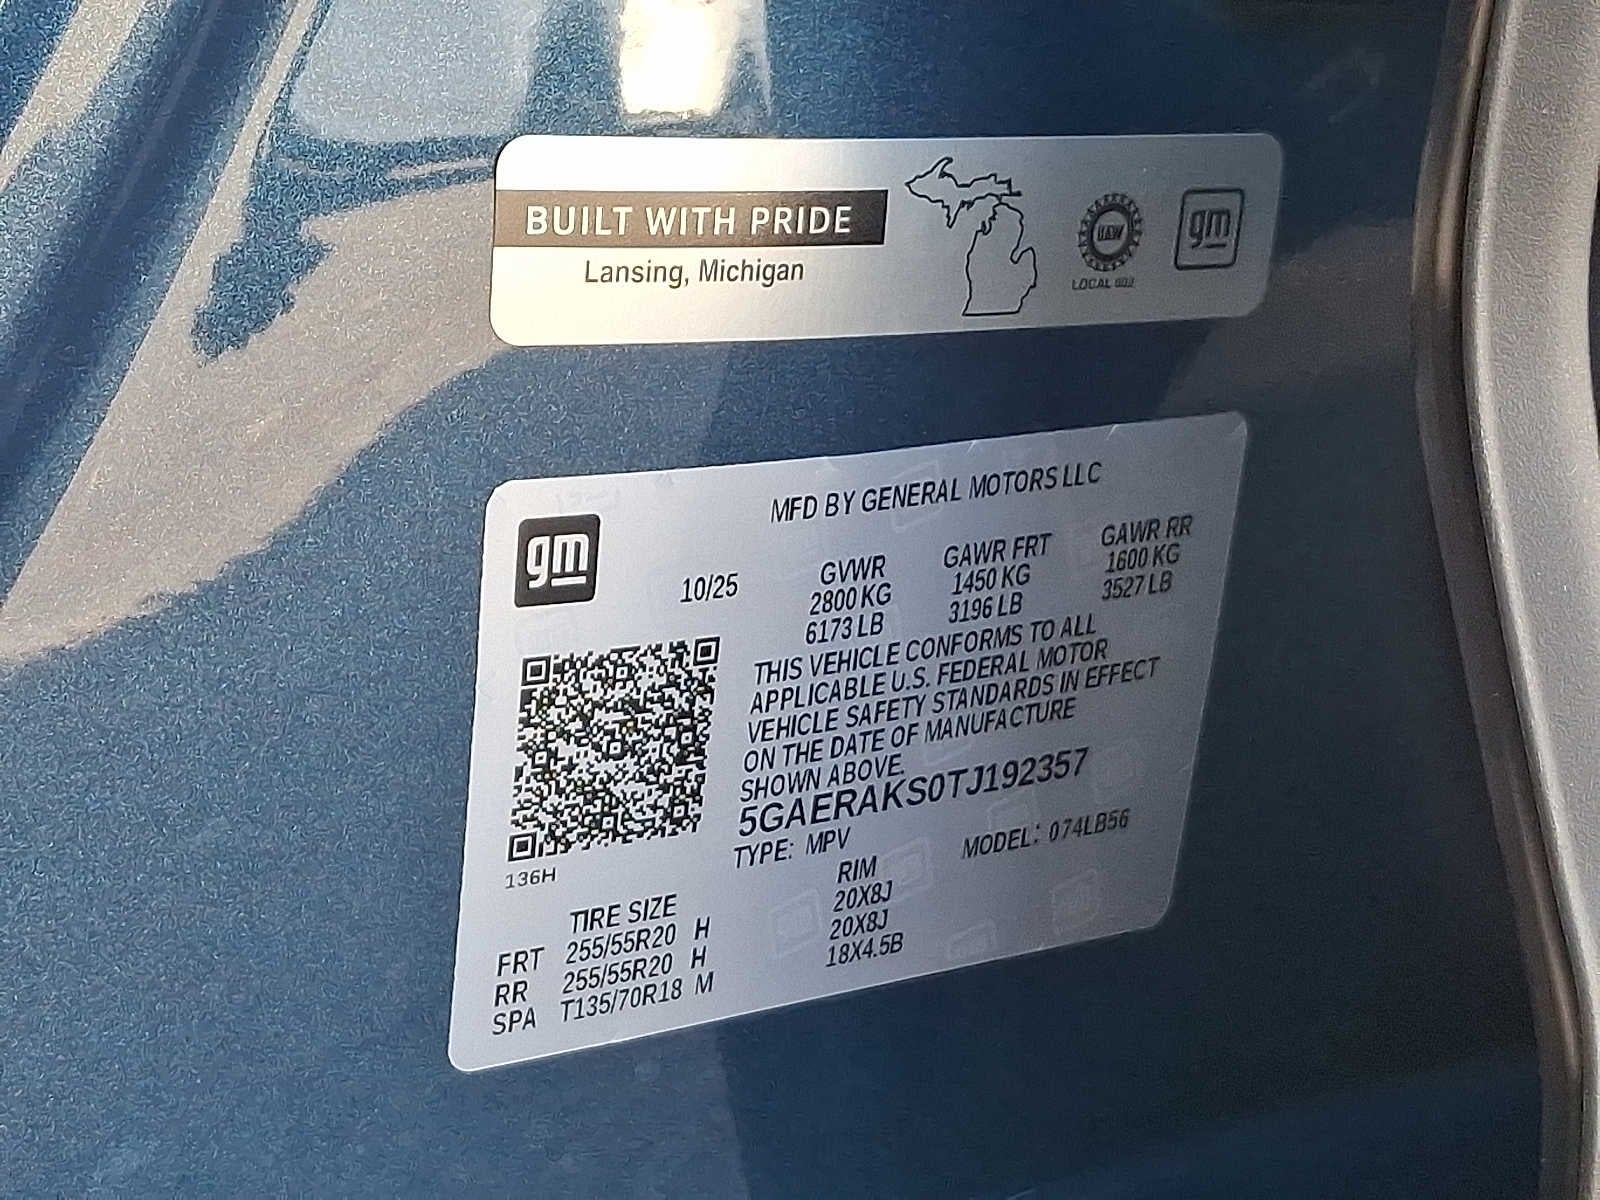 BUILT WITH PRIDE
Lansing, Michigan
UAW
LOCAL 602
gm
MFD BY GENERAL MOTORS LLC
gm
10/25
GVWR GAWR FRT GAWR RR
2800 KG 1450 KG 1600 KG
6173 LB 3196 LB 3527 LB
THIS VEHICLE CONFORMS TO ALL
APPLICABLE U.S. FEDERAL MOTOR
VEHICLE SAFETY STANDARDS IN EFFECT
ON THE DATE OF MANUFACTURE
SHOWN ABOVE.
5GAERAKS0TJ192357
TYPE: MPV MODEL: 074LB56
136H
TIRE SIZE RIM
FRT 255/55R20 H 20X8J
RR 255/55R20 H 20X8J
SPA T135/70R18 M 18X4.5B